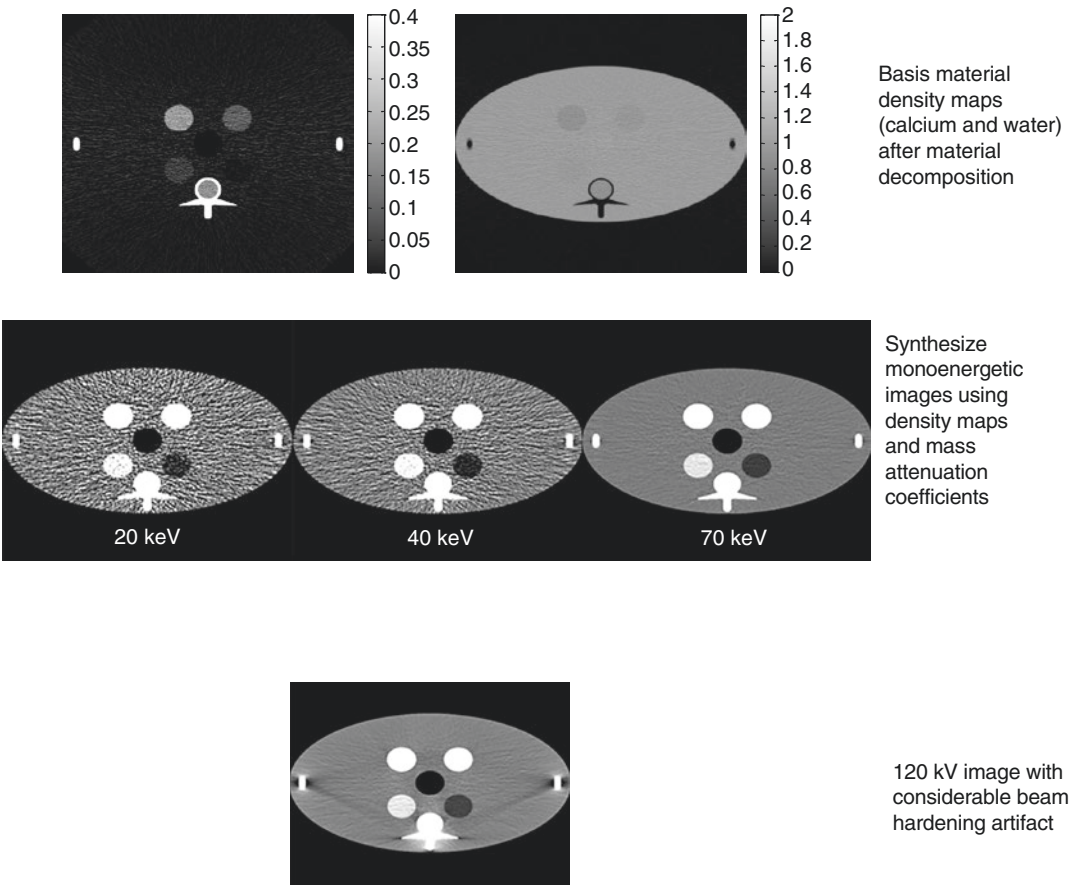 0.4
0.35
0.3
0.25
0.2
0.15
0.1
0.05
0
2
1.8
1.6
1.4
1.2
1
0.8
0.6
0.4
0.2
0
Basis material
density maps
(calcium and water)
after material
decomposition
Synthesize
monoenergetic
images using
density maps
and mass
attenuation
coefficients
20 keV
40 keV
70 keV
120 kV image with
considerable beam
hardening artifact